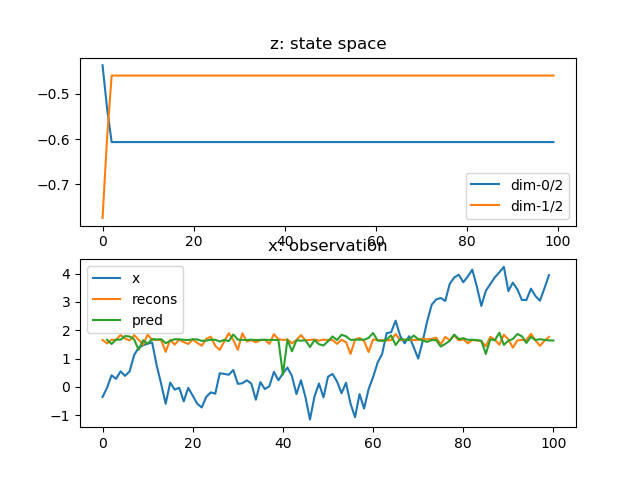 z: state space
−0.5
−0.6
−0.7
dim-0/2
dim-1/2
0 20 40 60 80 100
x: observation
4
3
2
1
0
−1
x
recons
pred
0 20 40 60 80 100